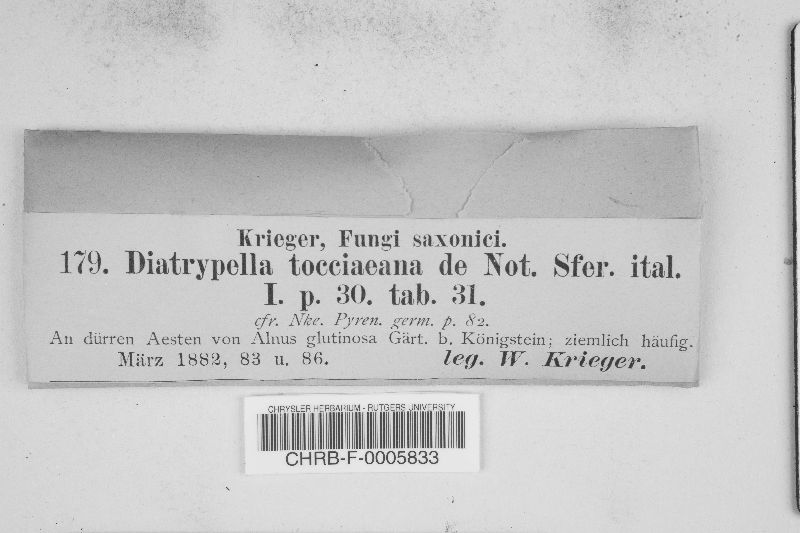 Krieger, Fungi saxonici.
179. Diatrypella tocciaeana de Not. Sfer. ital.
I. p. 30. tab. 31.
cfr. Nke. Pyren. germ. p. 82.
An dürren Aesten von Alnus glutinosa Gärt. b. Königstein; ziemlich häufig.
März 1882, 83 u. 86. leg. W. Krieger.
CHRYSLER HERBARIUM - RUTGERS UNIVERSITY
CHRB-F-0005833